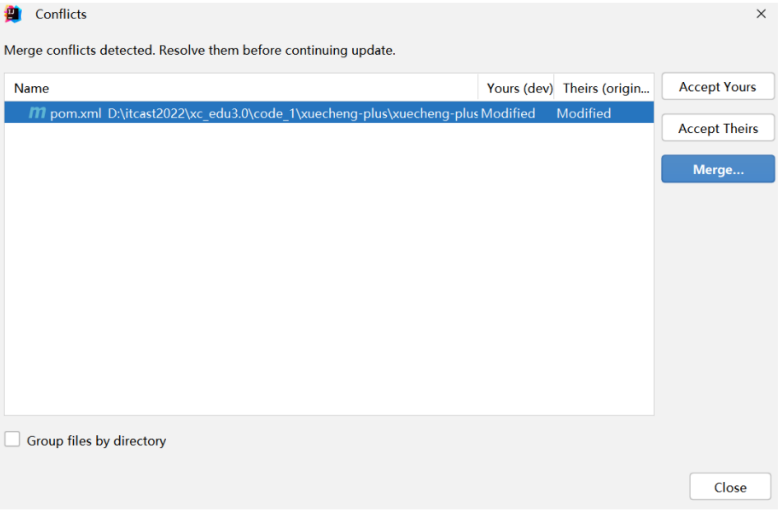 Conflicts
Merge conflicts detected. Resolve them before continuing update.
Name Yours (dev) Theirs (origin...
pom.xml D:\itcast2022\xc_edu3.0\code_1\xuecheng-plus\xuecheng-plus Modified Modified
Accept Yours
Accept Theirs
Merge...
Group files by directory
Close